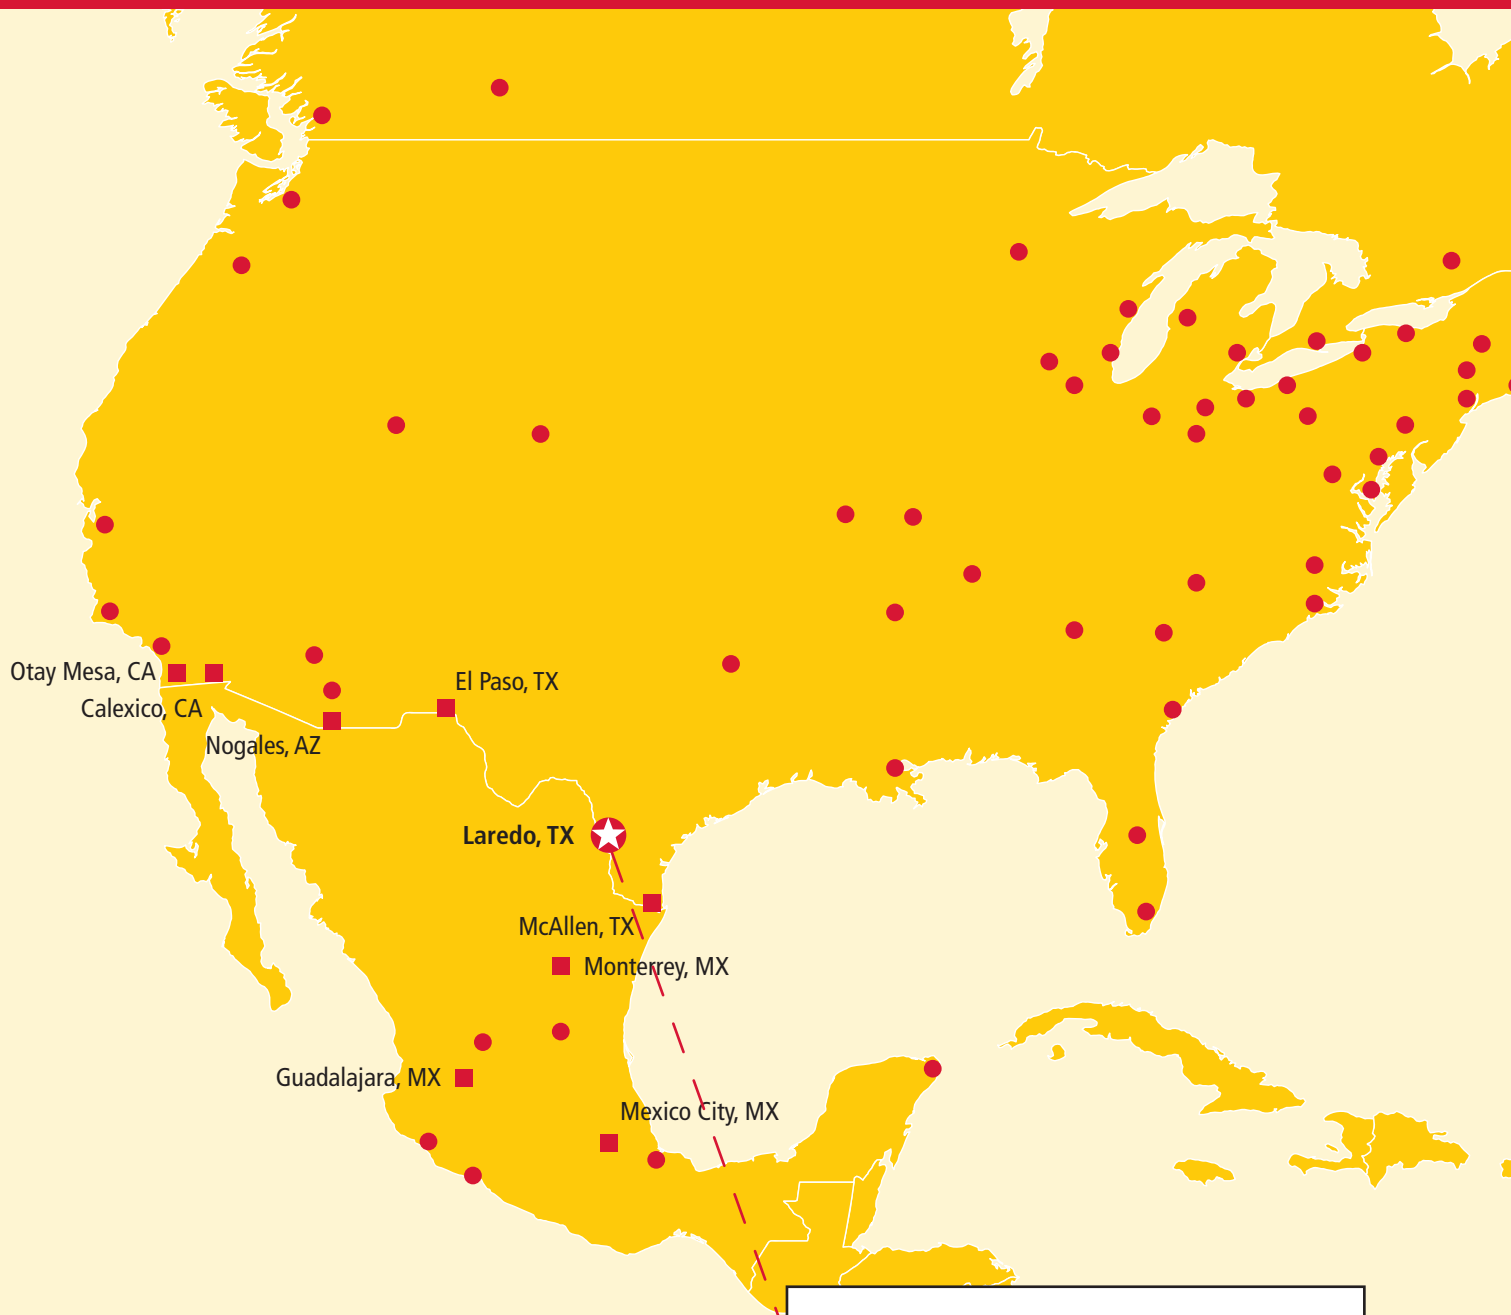 Otay Mesa, CA
El Paso, TX
Calexico, CA
Nogales, AZ
Laredo, TX
McAllen, TX
Monterrey, MX
Guadalajara, MX
Mexico City, MX